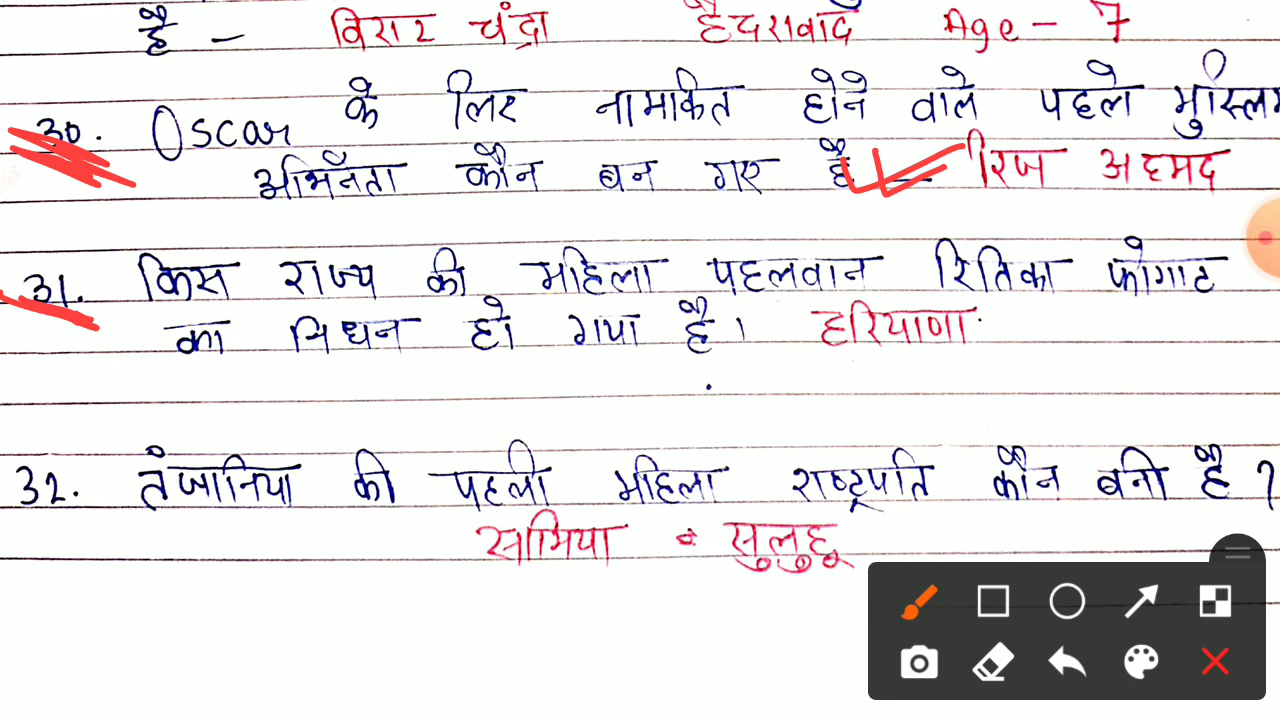 है - विराट चंद्रा हैदराबाद Age - 7
30. Oscar के लिए नामाकित होने वाले पहले मुस्लिम
अभिनेता कौन बन गए है - रिज अहमद
31. किस राज्य की महिला पहलवान रितिका फोगाट
का निधन हो गया है। हरियाणा
32. तंजानिया की पहली महिला राष्ट्रपति कौन बनी है ?
सामिया सुलुहू